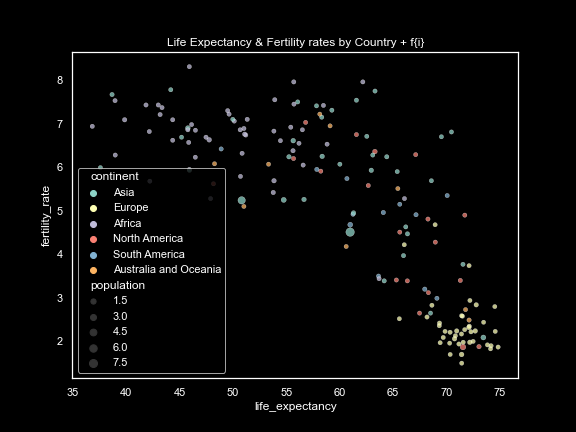 Life Expectancy & Fertility rates by Country + f{i}
8
7
6
5
4
3
2
fertility_rate
continent
Asia
Europe
Africa
North America
South America
Australia and Oceania
population
1.5
3.0
4.5
6.0
7.5
35 40 45 50 55 60 65 70 75
life_expectancy